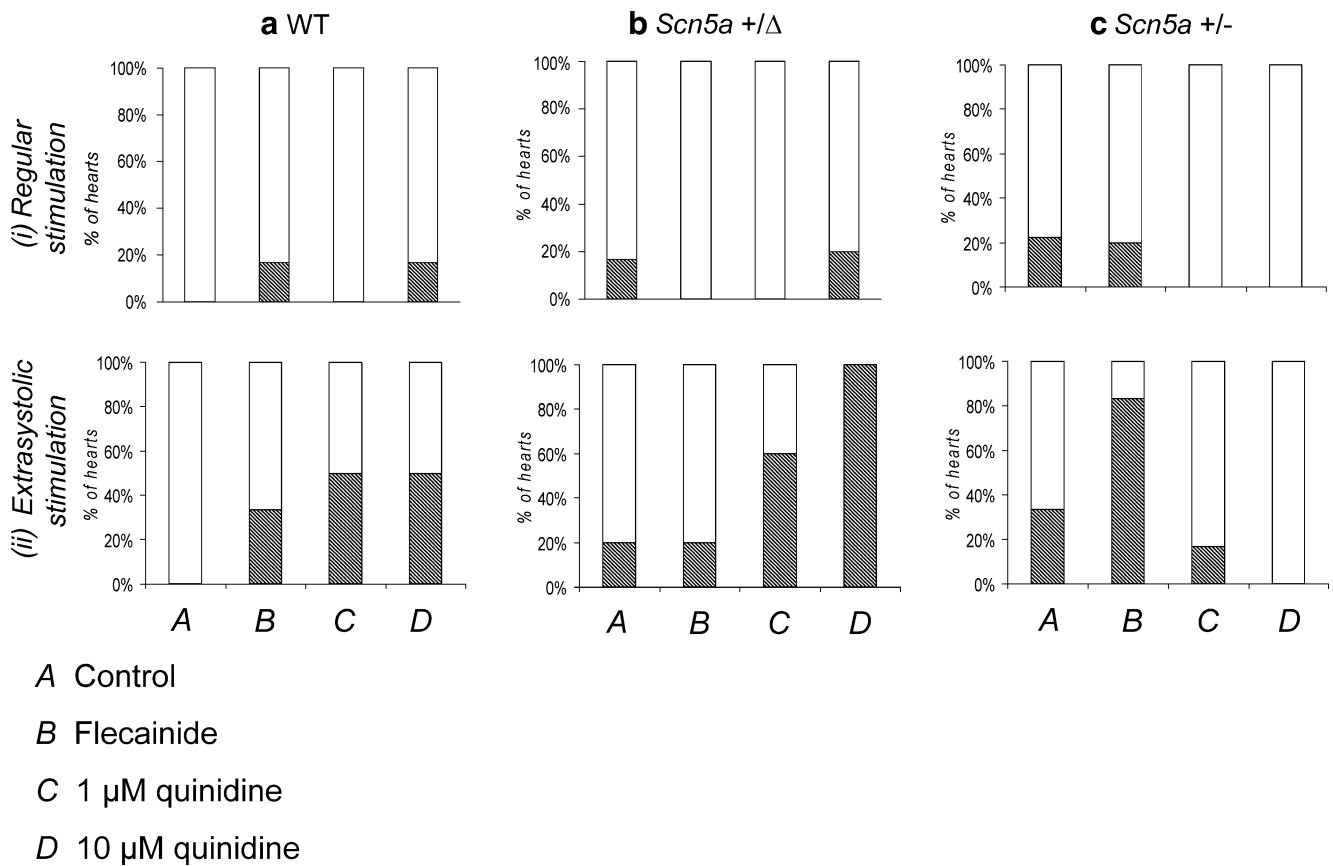 a WT
b Scn5a +/Δ
c Scn5a +/-
(i) Regular
stimulation
% of hearts
100%
80%
60%
40%
20%
0%
% of hearts
100%
80%
60%
40%
20%
0%
% of hearts
100%
80%
60%
40%
20%
0%
(ii) Extrasystolic
stimulation
% of hearts
100%
80%
60%
40%
20%
0%
A B C D
% of hearts
100%
80%
60%
40%
20%
0%
A B C D
% of hearts
100%
80%
60%
40%
20%
0%
A B C D
A Control
B Flecainide
C 1 µM quinidine
D 10 µM quinidine